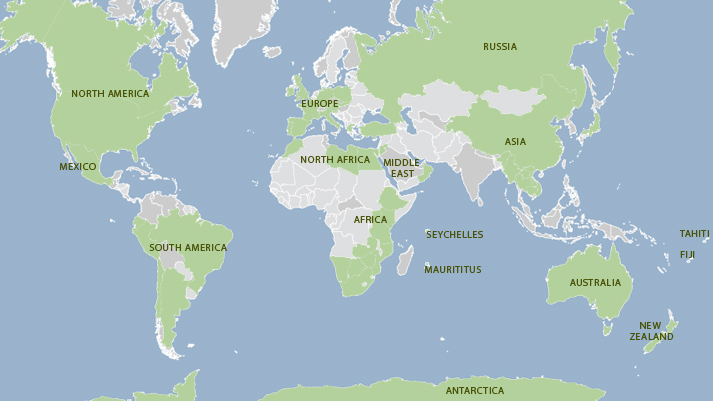 RUSSIA
NORTH AMERICA
EUROPE
ASIA
NORTH AFRICA
MIDDLE
EAST
MEXICO
AFRICA
SEYCHELLES
TAHITI
SOUTH AMERICA
FIJI
MAURITITUS
AUSTRALIA
NEW
ZEALAND
ANTARCTICA